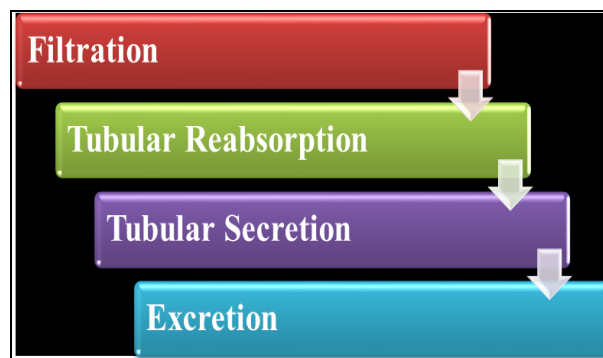 Filtration
Tubular Reabsorption
Tubular Secretion
Excretion